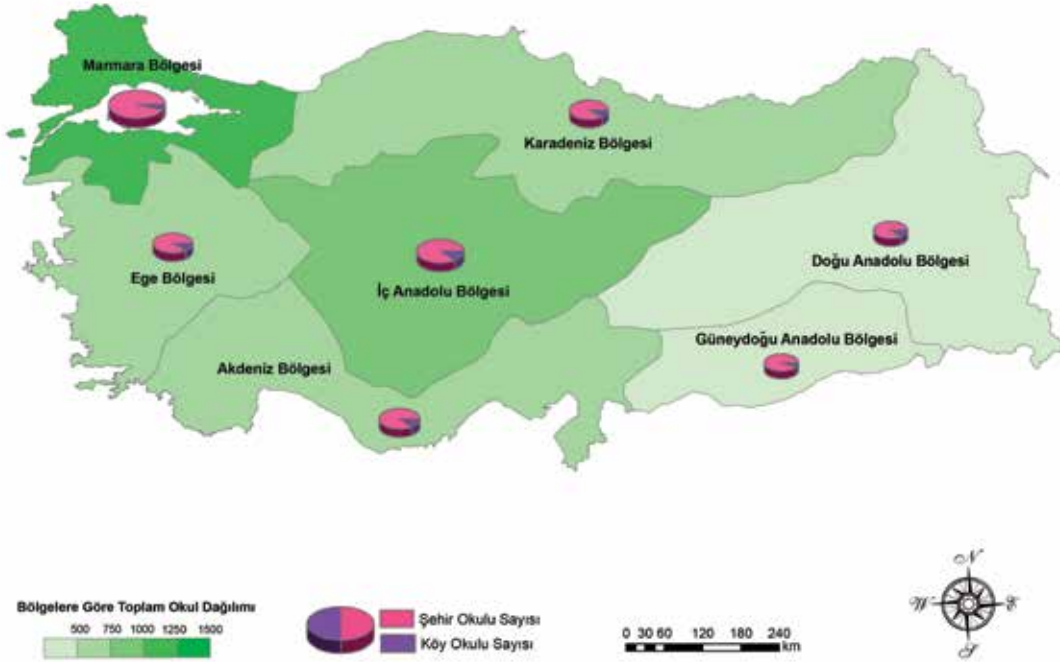 Marmara Bölgesi
Karadeniz Bölgesi
Ege Bölgesi
İç Anadolu Bölgesi
Doğu Anadolu Bölgesi
Güneydoğu Anadolu Bölgesi
Akdeniz Bölgesi
N
W E
S
Bölgelere Göre Toplam Okul Dağılımı
500 750 1000 1250 1500
Şehir Okulu Sayısı
Köy Okulu Sayısı
0 30 60 120 180 240
km